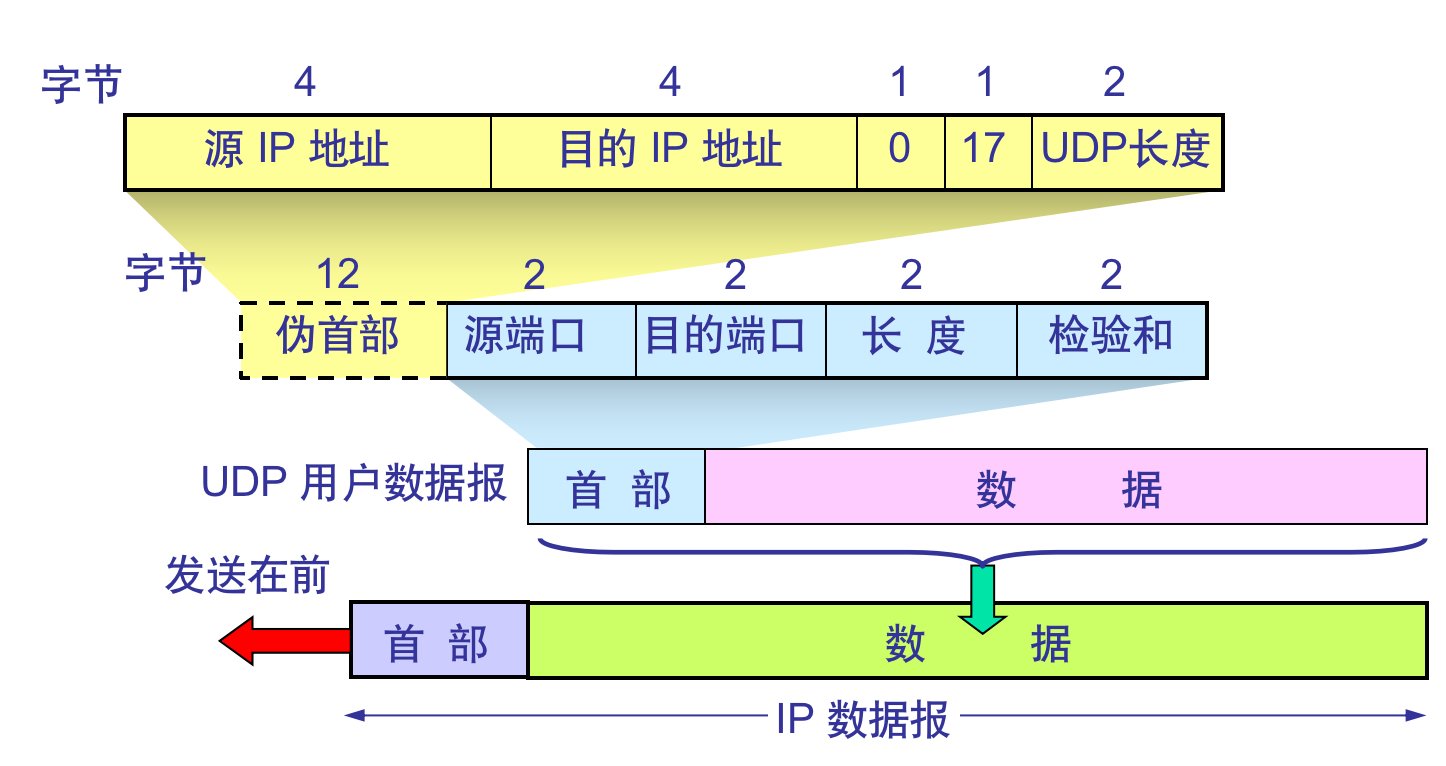 字节 4 4 1 1 2
源 IP 地址 目的 IP 地址 0 17 UDP长度
字节 12 2 2 2 2
伪首部 源端口 目的端口 长 度 检验和
UDP 用户数据报 首 部 数 据
发送在前
首 部 数 据
IP 数据报